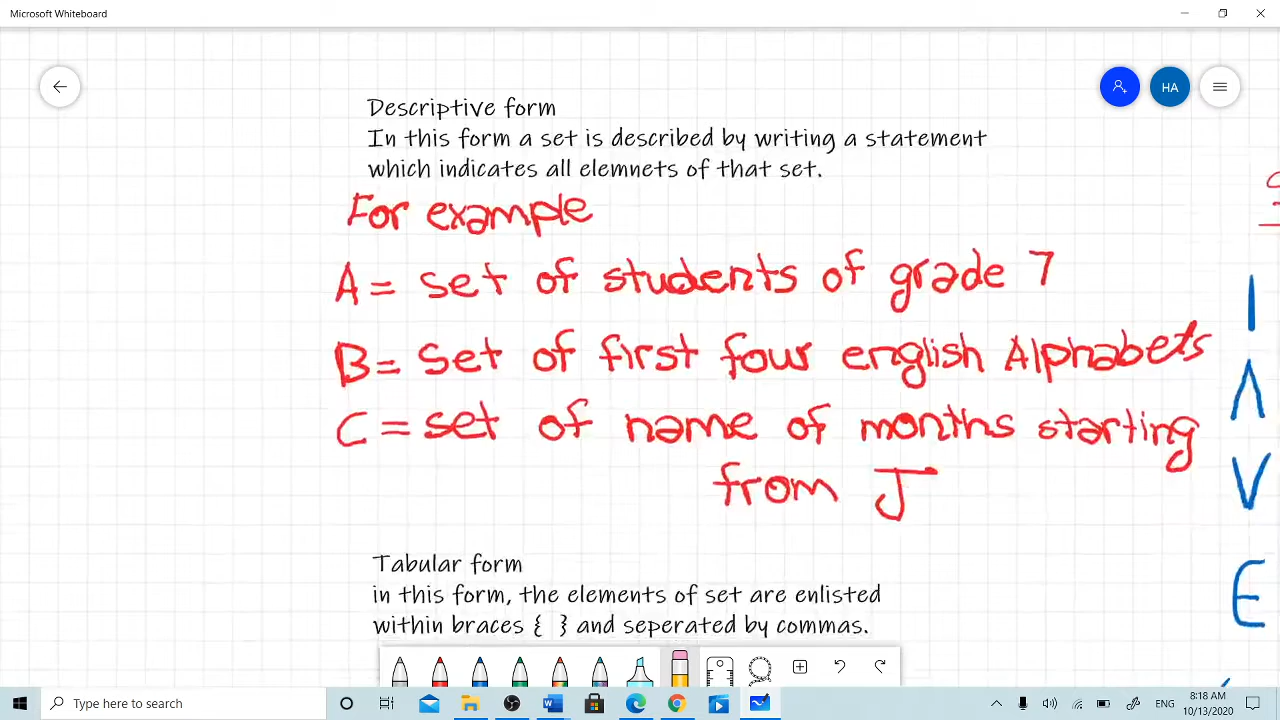 Microsoft Whiteboard
HA
Descriptive form
In this form a set is described by writing a statement
which indicates all elemnets of that set.
For example
A = set of students of grade 7
B = set of first four english Alphabets
C = set of name of months starting
from J
Tabular form
in this form, the elements of set are enlisted
within braces { } and seperated by commas.
I
Λ
V
E
Type here to search
ENG
8:18 AM
10/13/2020